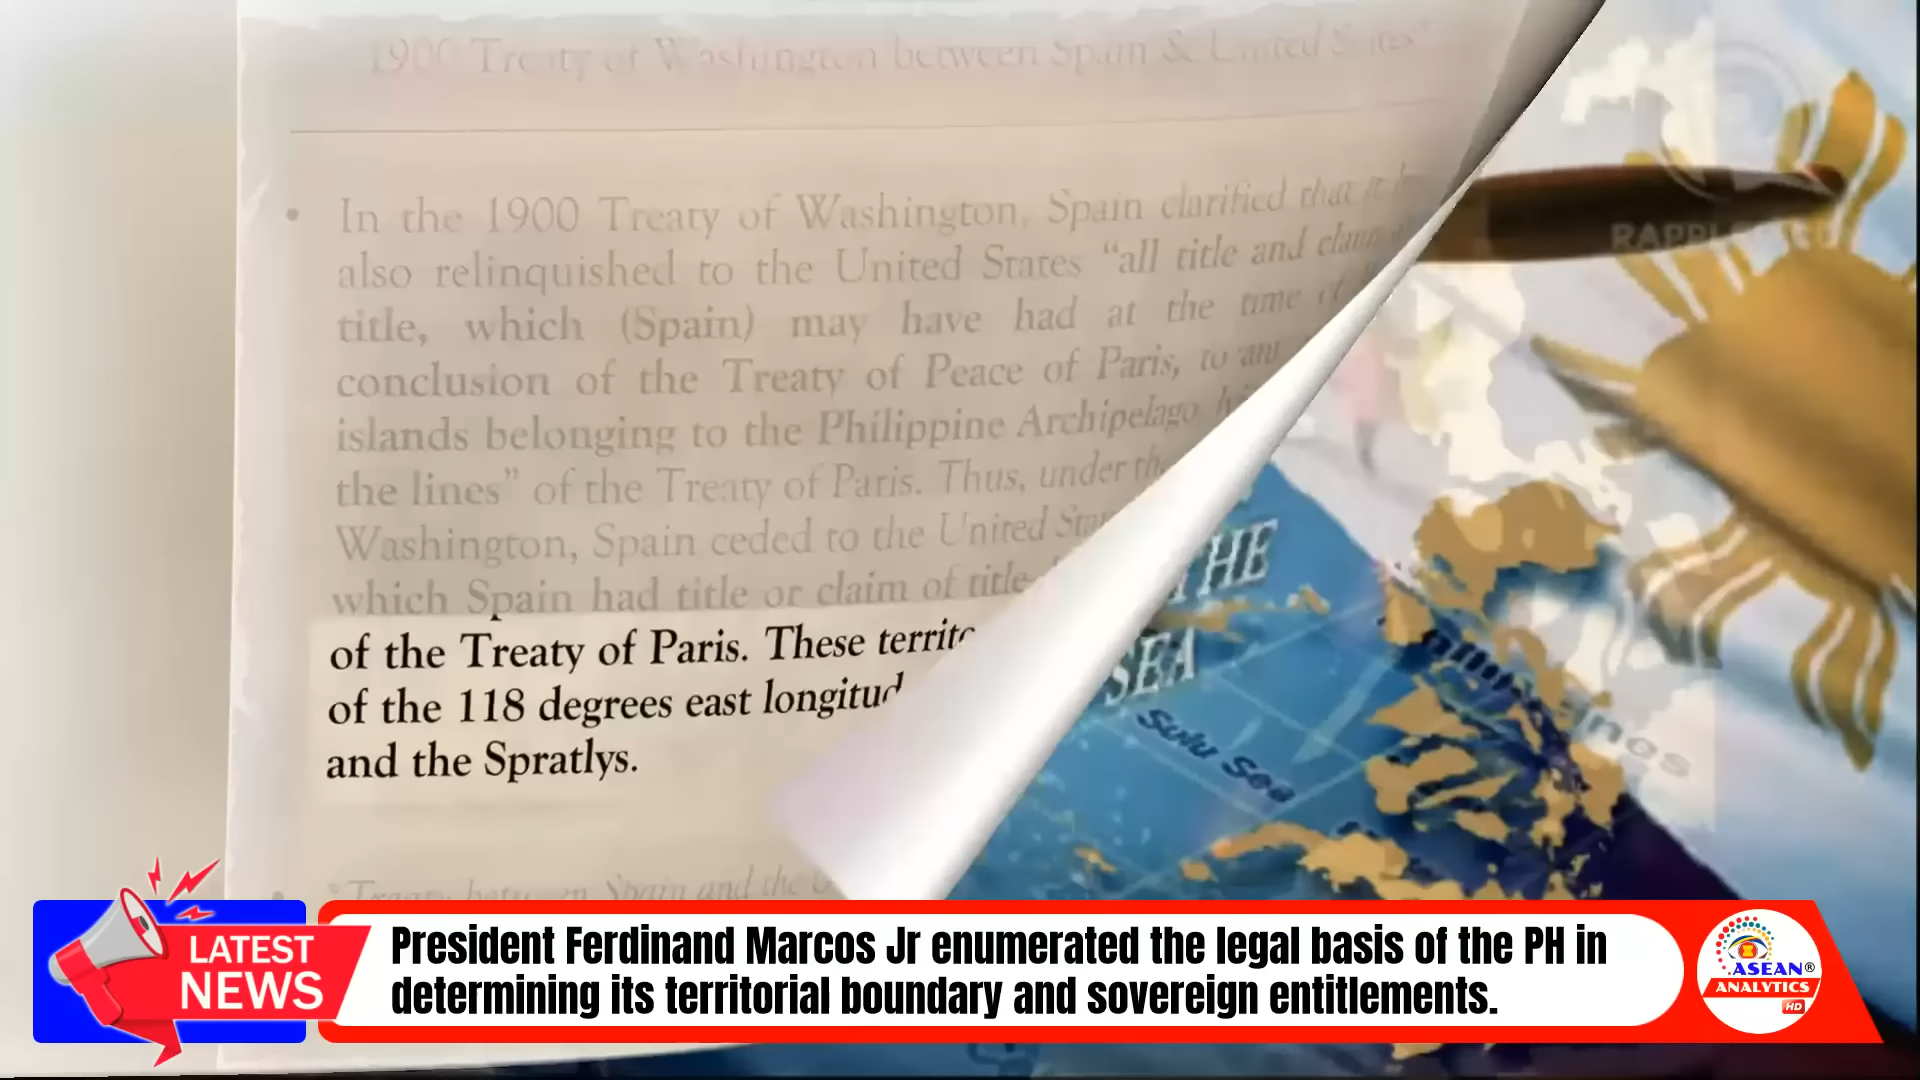 1900 Treaty of Washington between Spain & United States"
• In the 1900 Treaty of Washington, Spain clarified that it
also relinquished to the United States “all title and claim
title, which (Spain) may have had at the time of
conclusion of the Treaty of Peace of Paris, to any
islands belonging to the Philippine Archipelago,
the lines” of the Treaty of Paris. Thus, under
Washington, Spain ceded to the United
which Spain had title or claim of title
of the Treaty of Paris. These
of the 118 degrees east
and the Spratlys.
"Treaty between Spain and the
THE
SEA
Sulu Sea
RAPPLER
LATEST
NEWS
President Ferdinand Marcos Jr enumerated the legal basis of the PH in
determining its territorial boundary and sovereign entitlements.
ASEAN®
ANALYTICS
HD